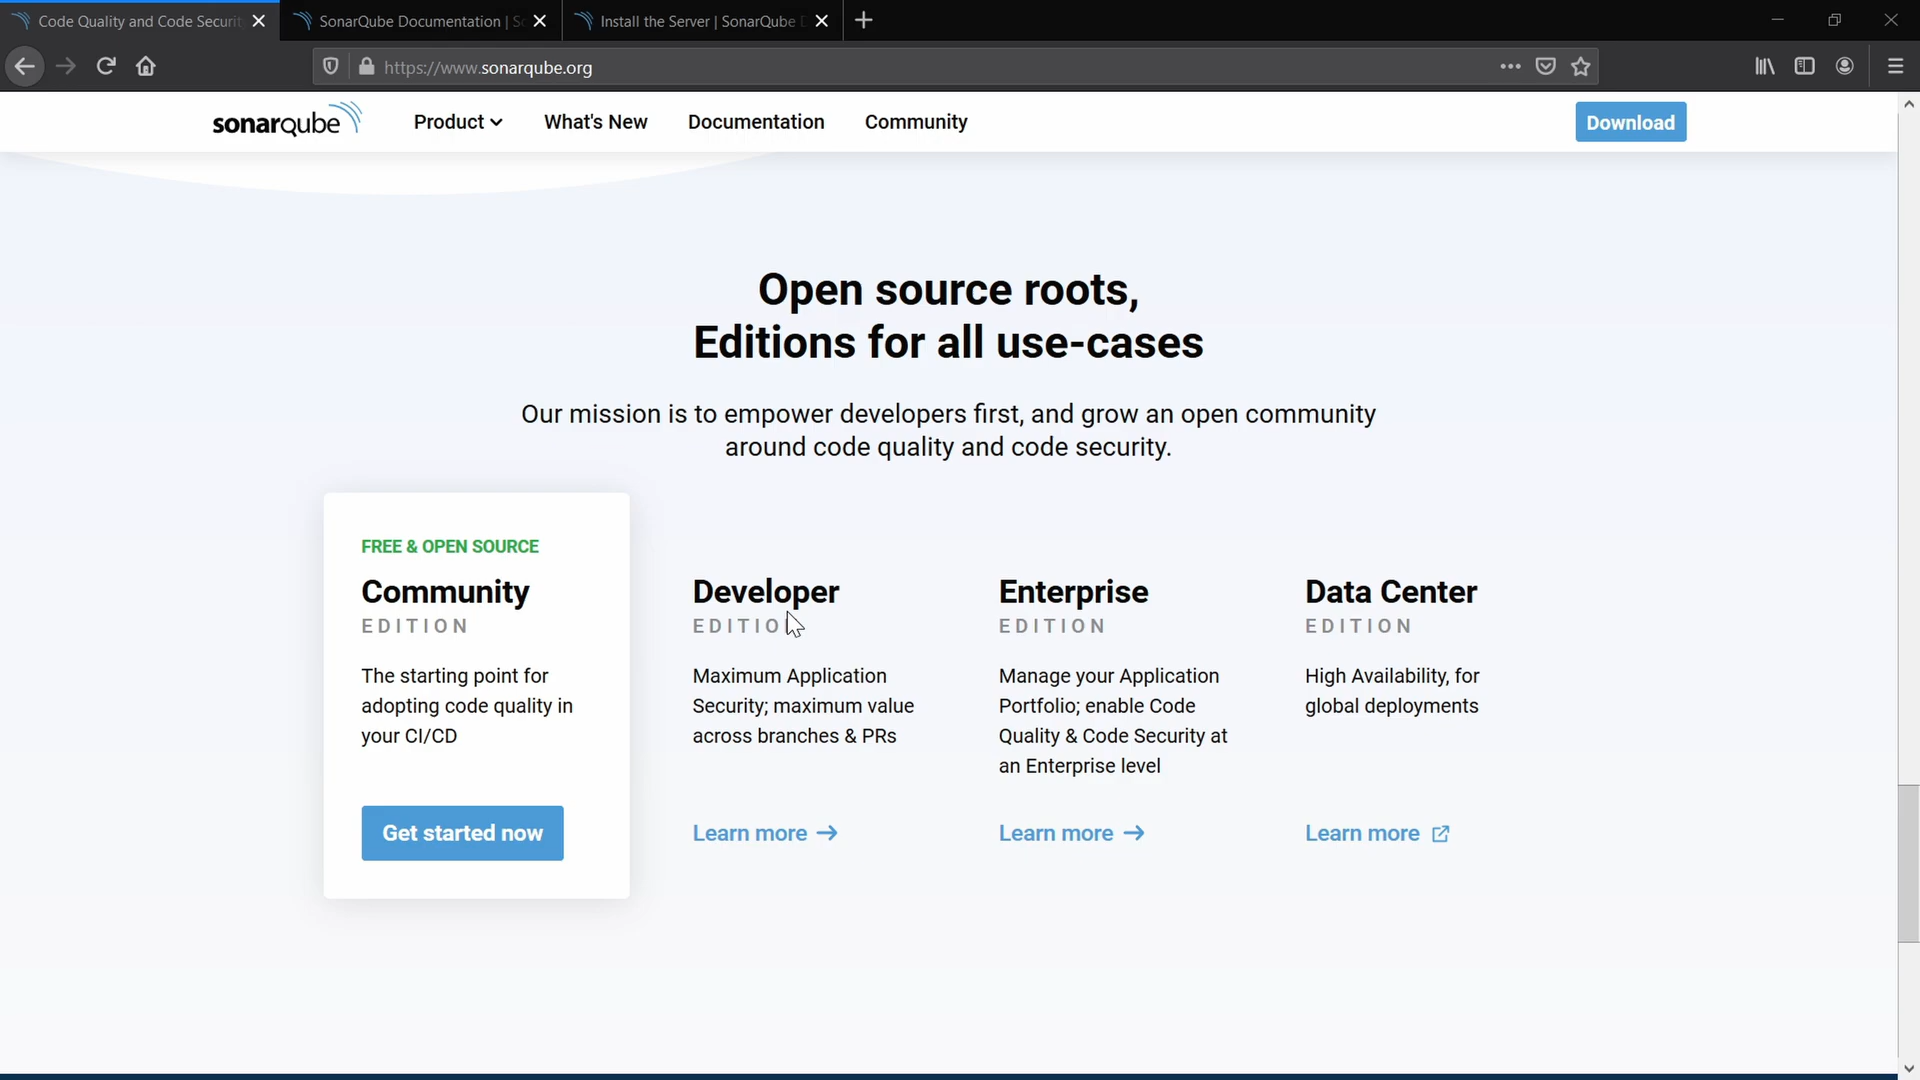 Code Quality and Code Securit
SonarQube Documentation | S
Install the Server | SonarQube D
https://www.sonarqube.org
sonarqube
Product
What's New
Documentation
Community
Download
Open source roots,
Editions for all use-cases
Our mission is to empower developers first, and grow an open community
around code quality and code security.
FREE & OPEN SOURCE
Community
EDITION
The starting point for
adopting code quality in
your CI/CD
Get started now
Developer
EDITION
Maximum Application
Security; maximum value
across branches & PRs
Learn more →
Enterprise
EDITION
Manage your Application
Portfolio; enable Code
Quality & Code Security at
an Enterprise level
Learn more →
Data Center
EDITION
High Availability, for
global deployments
Learn more